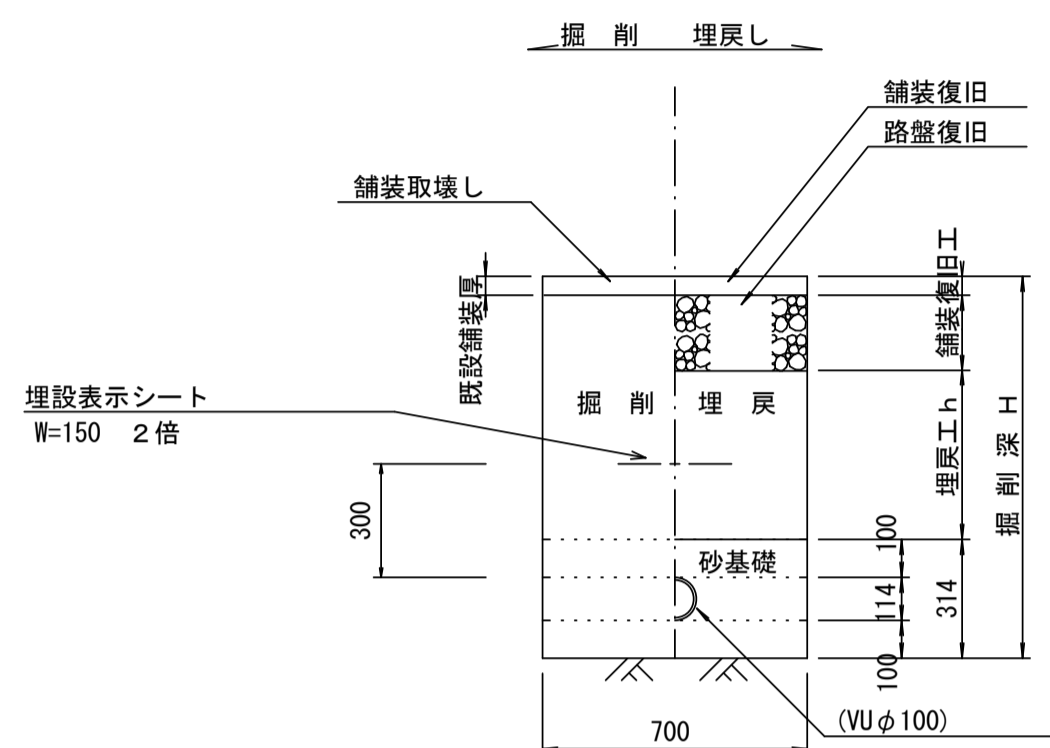 掘 削 埋戻し
舗装復旧
路盤復旧
舗装取壊し
既設舗装厚
舗装復旧工
埋設表示シート
W=150 2倍
掘 削 埋 戻
埋戻工h
掘削深 H
300
砂基礎
100
114
314
100
700
(VUφ100)